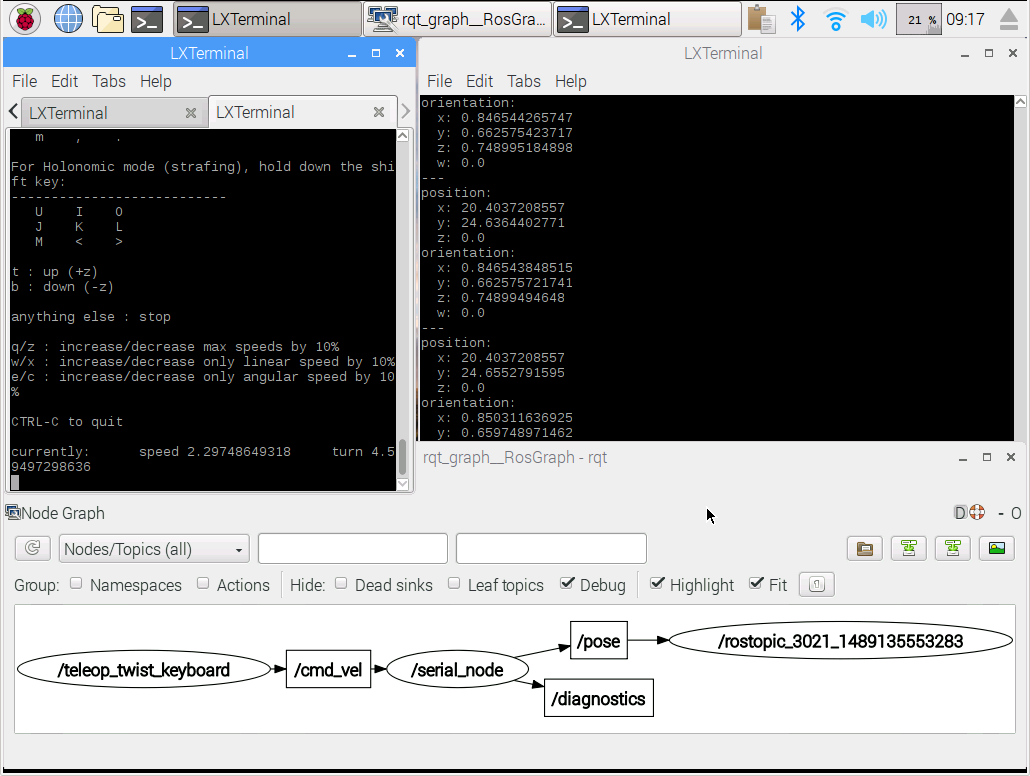 LXTerminal
rqt_graph__RosGra...
LXTerminal
21 %
09:17
LXTerminal
File Edit Tabs Help
LXTerminal
LXTerminal
m , .
For Holonomic mode (strafing), hold down the shi
ft key:
---------------------------
U I O
J K L
M < >
t : up (+z)
b : down (-z)
anything else : stop
q/z : increase/decrease max speeds by 10%
w/x : increase/decrease only linear speed by 10%
e/c : increase/decrease only angular speed by 10
%
CTRL-C to quit
currently: speed 2.29748649318 turn 4.5
9497298636
LXTerminal
File Edit Tabs Help
orientation:
x: 0.846544265747
y: 0.662575423717
z: 0.748995184898
w: 0.0
---
position:
x: 20.4037208557
y: 24.6364402771
z: 0.0
orientation:
x: 0.846543848515
y: 0.662575721741
z: 0.74899494648
w: 0.0
---
position:
x: 20.4037208557
y: 24.6552791595
z: 0.0
orientation:
x: 0.850311636925
y: 0.659748971462
rqt_graph__RosGraph - rqt
Node Graph
D - O
Nodes/Topics (all)
Group: Namespaces Actions Hide: Dead sinks Leaf topics Debug Highlight Fit
/teleop_twist_keyboard
/cmd_vel
/serial_node
/pose
/rostopic_3021_1489135553283
/diagnostics